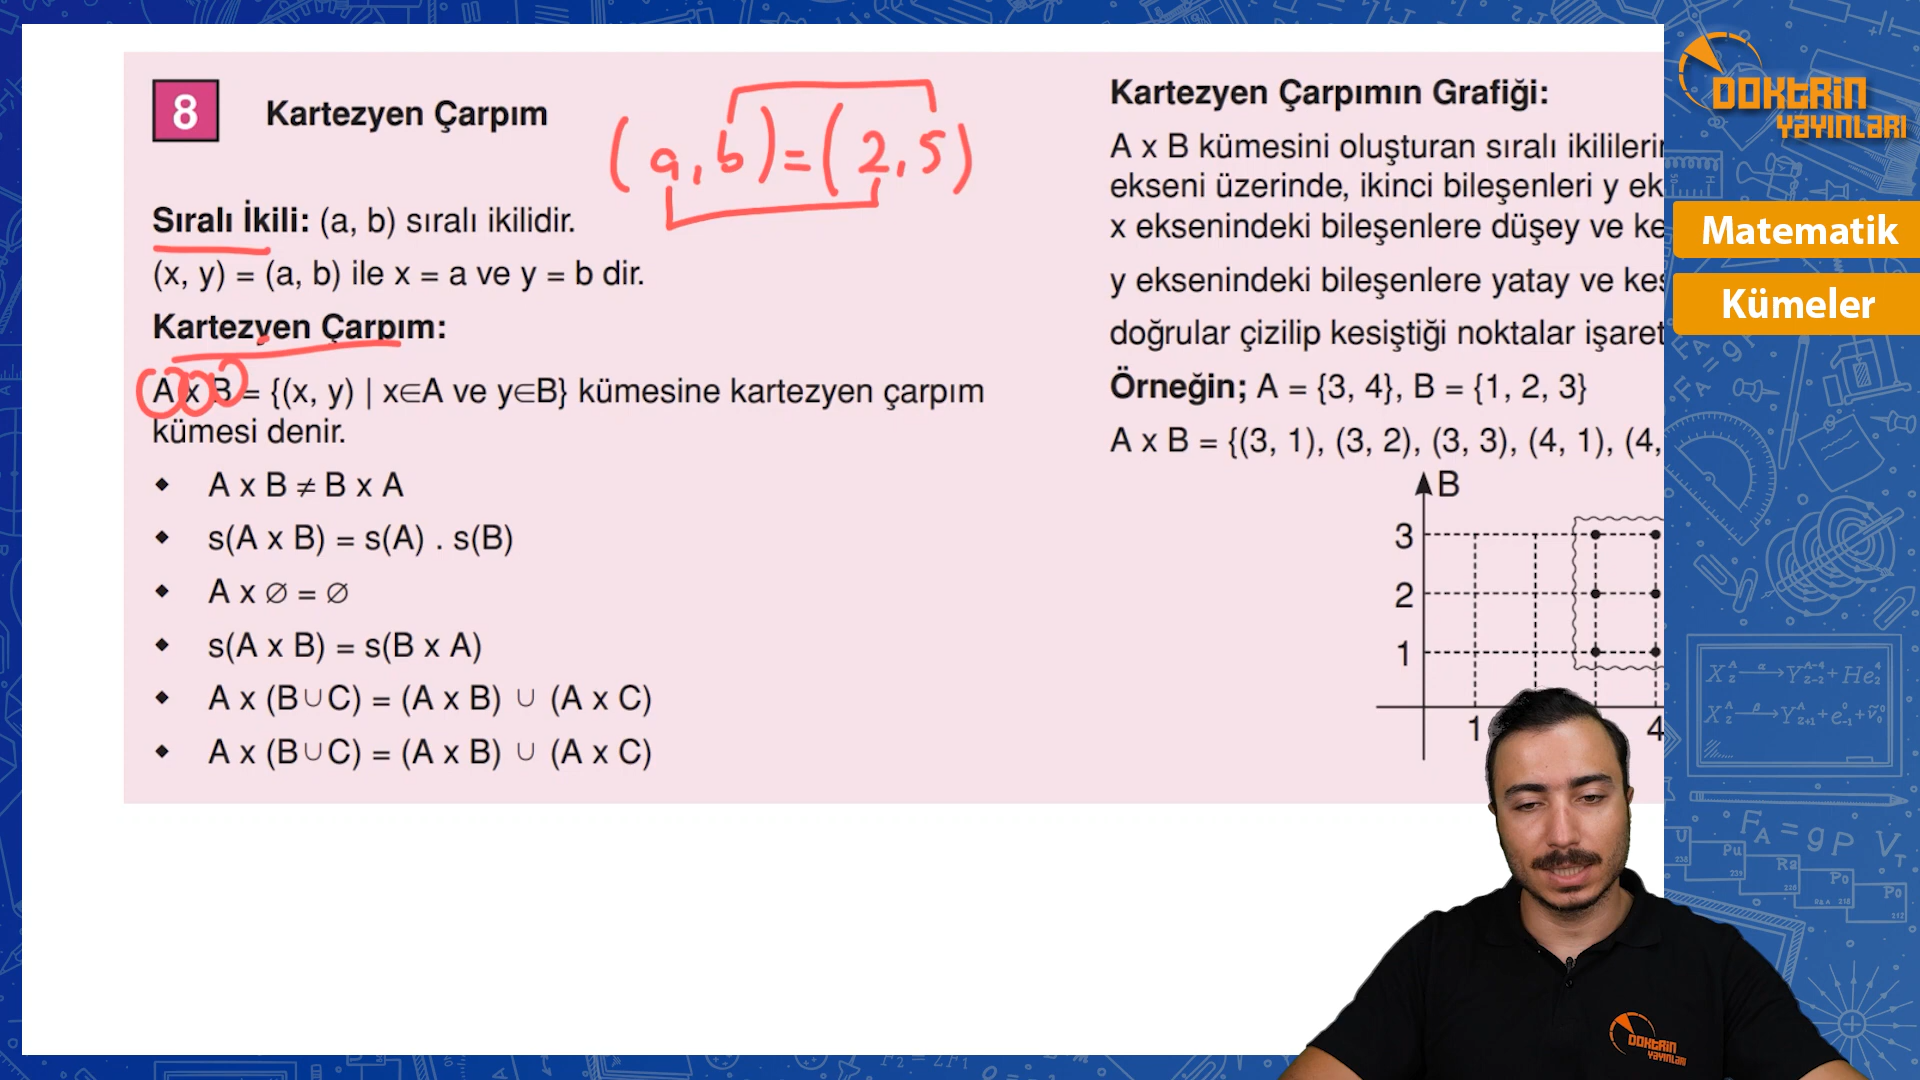 8 Kartezyen Çarpım
(a, b) = (2, 5)
Sıralı İkili: (a, b) sıralı ikilidir.
(x, y) = (a, b) ile x = a ve y = b dir.
Kartezyen Çarpım:
A x B = {(x, y) | x∈A ve y∈B} kümesine kartezyen çarpım
kümesi denir.
◆ A x B ≠ B x A
◆ s(A x B) = s(A) . s(B)
◆ A x ∅ = ∅
◆ s(A x B) = s(B x A)
◆ A x (B∪C) = (A x B) ∪ (A x C)
◆ A x (B∪C) = (A x B) ∪ (A x C)
Kartezyen Çarpımın Grafiği:
A x B kümesini oluşturan sıralı ikililerin
ekseni üzerinde, ikinci bileşenleri y ek
x eksenindeki bileşenlere düşey ve ke
y eksenindeki bileşenlere yatay ve kes
doğrular çizilip kesiştiği noktalar işaret
Örneğin; A = {3, 4}, B = {1, 2, 3}
A x B = {(3, 1), (3, 2), (3, 3), (4, 1), (4,
B
3
2
1
1 4
DOKTRİN
YAYINLARI
Matematik
Kümeler
DOKTRİN
YAYINLARI